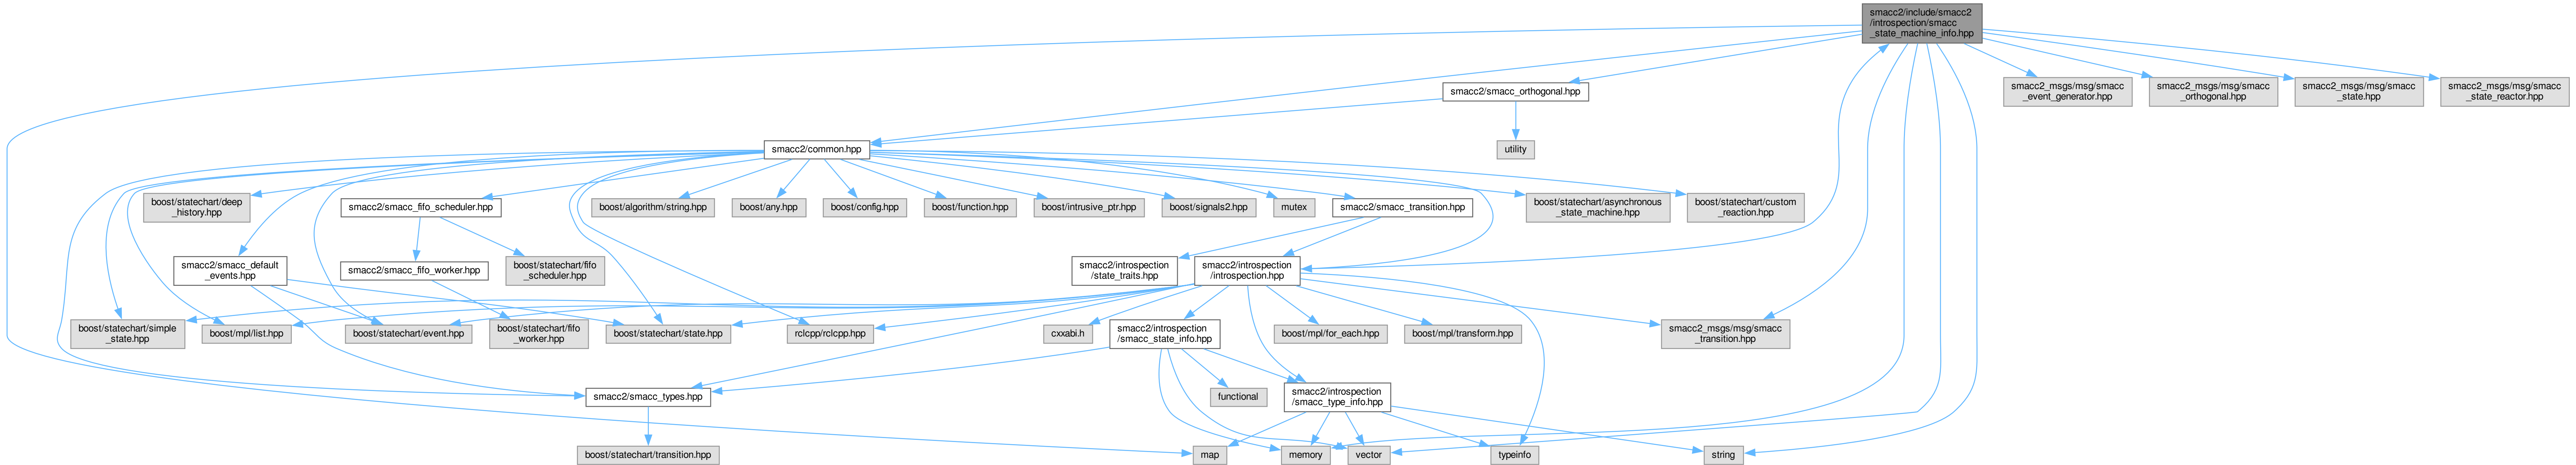 smacc2/include/smacc2
/introspection/smacc
_state_machine_info.hpp
smacc2/smacc_orthogonal.hpp
smacc2_msgs/msg/smacc
_event_generator.hpp
smacc2_msgs/msg/smacc
_orthogonal.hpp
smacc2_msgs/msg/smacc
_state.hpp
smacc2_msgs/msg/smacc
_state_reactor.hpp
smacc2/common.hpp
utility
boost/statechart/deep
_history.hpp
smacc2/smacc_fifo_scheduler.hpp
boost/algorithm/string.hpp
boost/any.hpp
boost/config.hpp
boost/function.hpp
boost/intrusive_ptr.hpp
boost/signals2.hpp
mutex
smacc2/smacc_transition.hpp
boost/statechart/asynchronous
_state_machine.hpp
boost/statechart/custom
_reaction.hpp
smacc2/smacc_default
_events.hpp
smacc2/smacc_fifo_worker.hpp
boost/statechart/fifo
_scheduler.hpp
smacc2/introspection
/state_traits.hpp
smacc2/introspection
/introspection.hpp
boost/statechart/simple
_state.hpp
boost/mpl/list.hpp
boost/statechart/event.hpp
boost/statechart/fifo
_worker.hpp
boost/statechart/state.hpp
rclcpp/rclcpp.hpp
cxxabi.h
smacc2/introspection
/smacc_state_info.hpp
boost/mpl/for_each.hpp
boost/mpl/transform.hpp
smacc2_msgs/msg/smacc
_transition.hpp
smacc2/smacc_types.hpp
functional
smacc2/introspection
/smacc_type_info.hpp
boost/statechart/transition.hpp
map
memory
vector
typeinfo
string